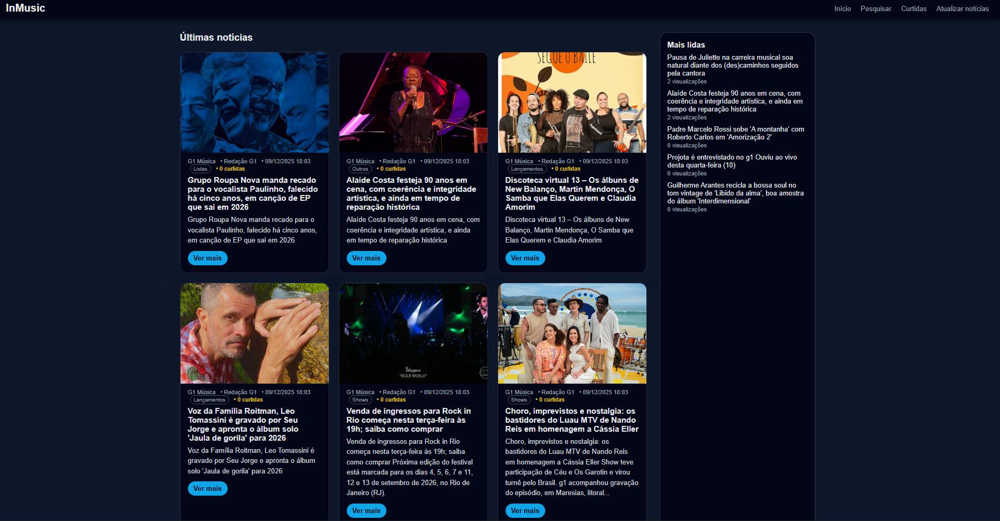 InMusic
Início Pesquisar Curtidas Atualizar notícias
Últimas notícias
SEGUE O BAILE
G1 Música • Redação G1 • 09/12/2025 18:03
Listas • 0 curtidas
Grupo Roupa Nova manda recado
para o vocalista Paulinho, falecido
há cinco anos, em canção de EP
que sai em 2026
Grupo Roupa Nova manda recado para o
vocalista Paulinho, falecido há cinco anos,
em canção de EP que sai em 2026
Ver mais
G1 Música • Redação G1 • 09/12/2025 18:03
Outros • 0 curtidas
Alaíde Costa festeja 90 anos em
cena, com coerência e integridade
artística, e ainda em tempo de
reparação histórica
Alaíde Costa festeja 90 anos em cena, com
coerência e integridade artística, e ainda
em tempo de reparação histórica
Ver mais
G1 Música • Redação G1 • 09/12/2025 18:03
Lançamentos • 0 curtidas
Discoteca virtual 13 – Os álbuns de
New Balanço, Martin Mendonça, O
Samba que Elas Querem e Claudia
Amorim
Discoteca virtual 13 – Os álbuns de New
Balanço, Martin Mendonça, O Samba que
Elas Querem e Claudia Amorim
Ver mais
G1 Música • Redação G1 • 09/12/2025 18:03
Lançamentos • 0 curtidas
Voz da Família Roitman, Leo
Tomassini é gravado por Seu
Jorge e apronta o álbum solo
'Jaula de gorila' para 2026
Voz da Família Roitman, Leo Tomassini é
gravado por Seu Jorge e apronta o álbum
solo 'Jaula de gorila' para 2026
Ver mais
imagens
"ROCK WORLD"
G1 Música • Redação G1 • 09/12/2025 18:03
Shows • 0 curtidas
Venda de ingressos para Rock in
Rio começa nesta terça-feira às
19h; saiba como comprar
Venda de ingressos para Rock in Rio
começa nesta terça-feira às 19h; saiba
como comprar Próxima edição do festival
está marcada para os dias 4, 5, 6, 7 e 11,
12 e 13 de setembro de 2026, no Rio de
Janeiro (RJ).
Ver mais
G1 Música • Redação G1 • 09/12/2025 18:03
Shows • 0 curtidas
Choro, imprevistos e nostalgia: os
bastidores do Luau MTV de Nando
Reis em homenagem a Cássia Eller
Choro, imprevistos e nostalgia: os
bastidores do Luau MTV de Nando Reis
em homenagem a Cássia Eller Show teve
participação de Céu e Os Garotin e virou
turnê pelo Brasil. g1 acompanhou gravação
do episódio, em Maresias, litoral...
Ver mais
Mais lidas
Pausa de Juliette na carreira musical soa
natural diante dos (des)caminhos seguidos
pela cantora
2 visualizações
Alaíde Costa festeja 90 anos em cena, com
coerência e integridade artística, e ainda em
tempo de reparação histórica
2 visualizações
Padre Marcelo Rossi sobe 'A montanha' com
Roberto Carlos em 'Amorização 2'
0 visualizações
Projota é entrevistado no g1 Ouviu ao vivo
desta quarta-feira (10)
0 visualizações
Guilherme Arantes recicla a bossa soul no
tom vintage de 'Libido da alma', boa amostra
do álbum 'Interdimensional'
0 visualizações